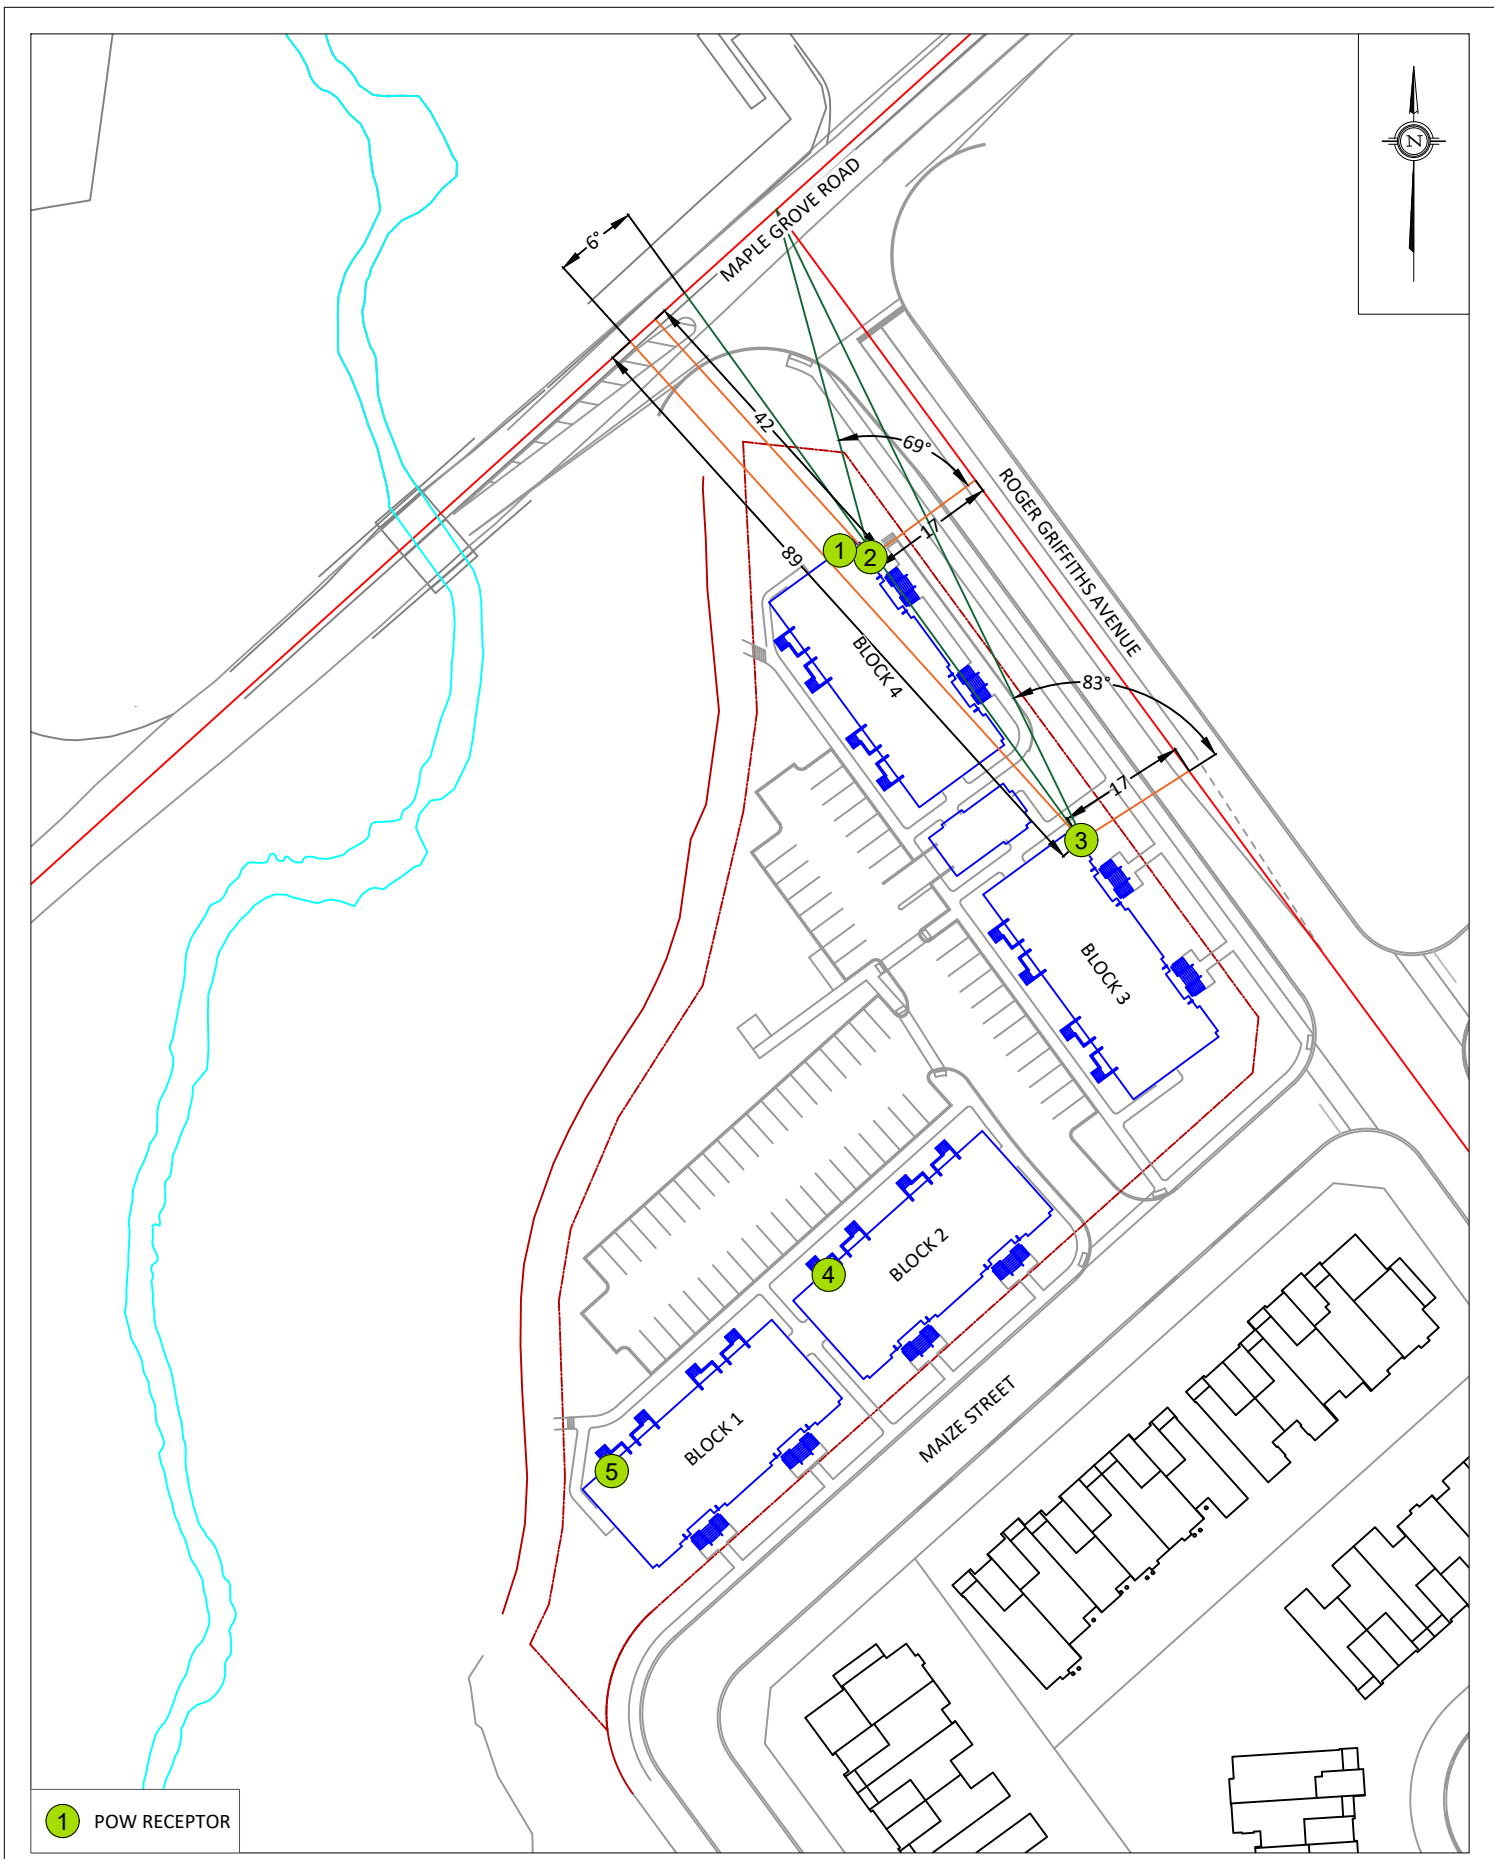 N
MAPLE GROVE ROAD
6°
42
69°
ROGER GRIFFITHS AVENUE
17
89
1
2
BLOCK 4
83°
17
3
BLOCK 3
BLOCK 2
4
BLOCK 1
MAIZE STREET
5
1 POW RECEPTOR